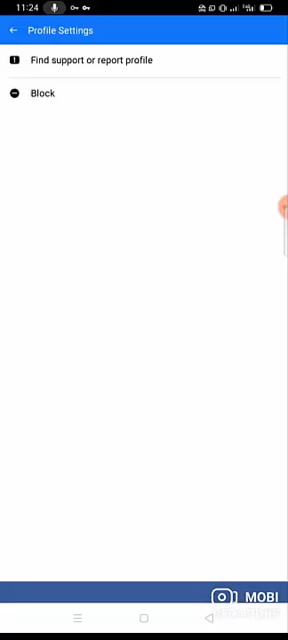 11:24
Profile Settings
Find support or report profile
Block
MOBI